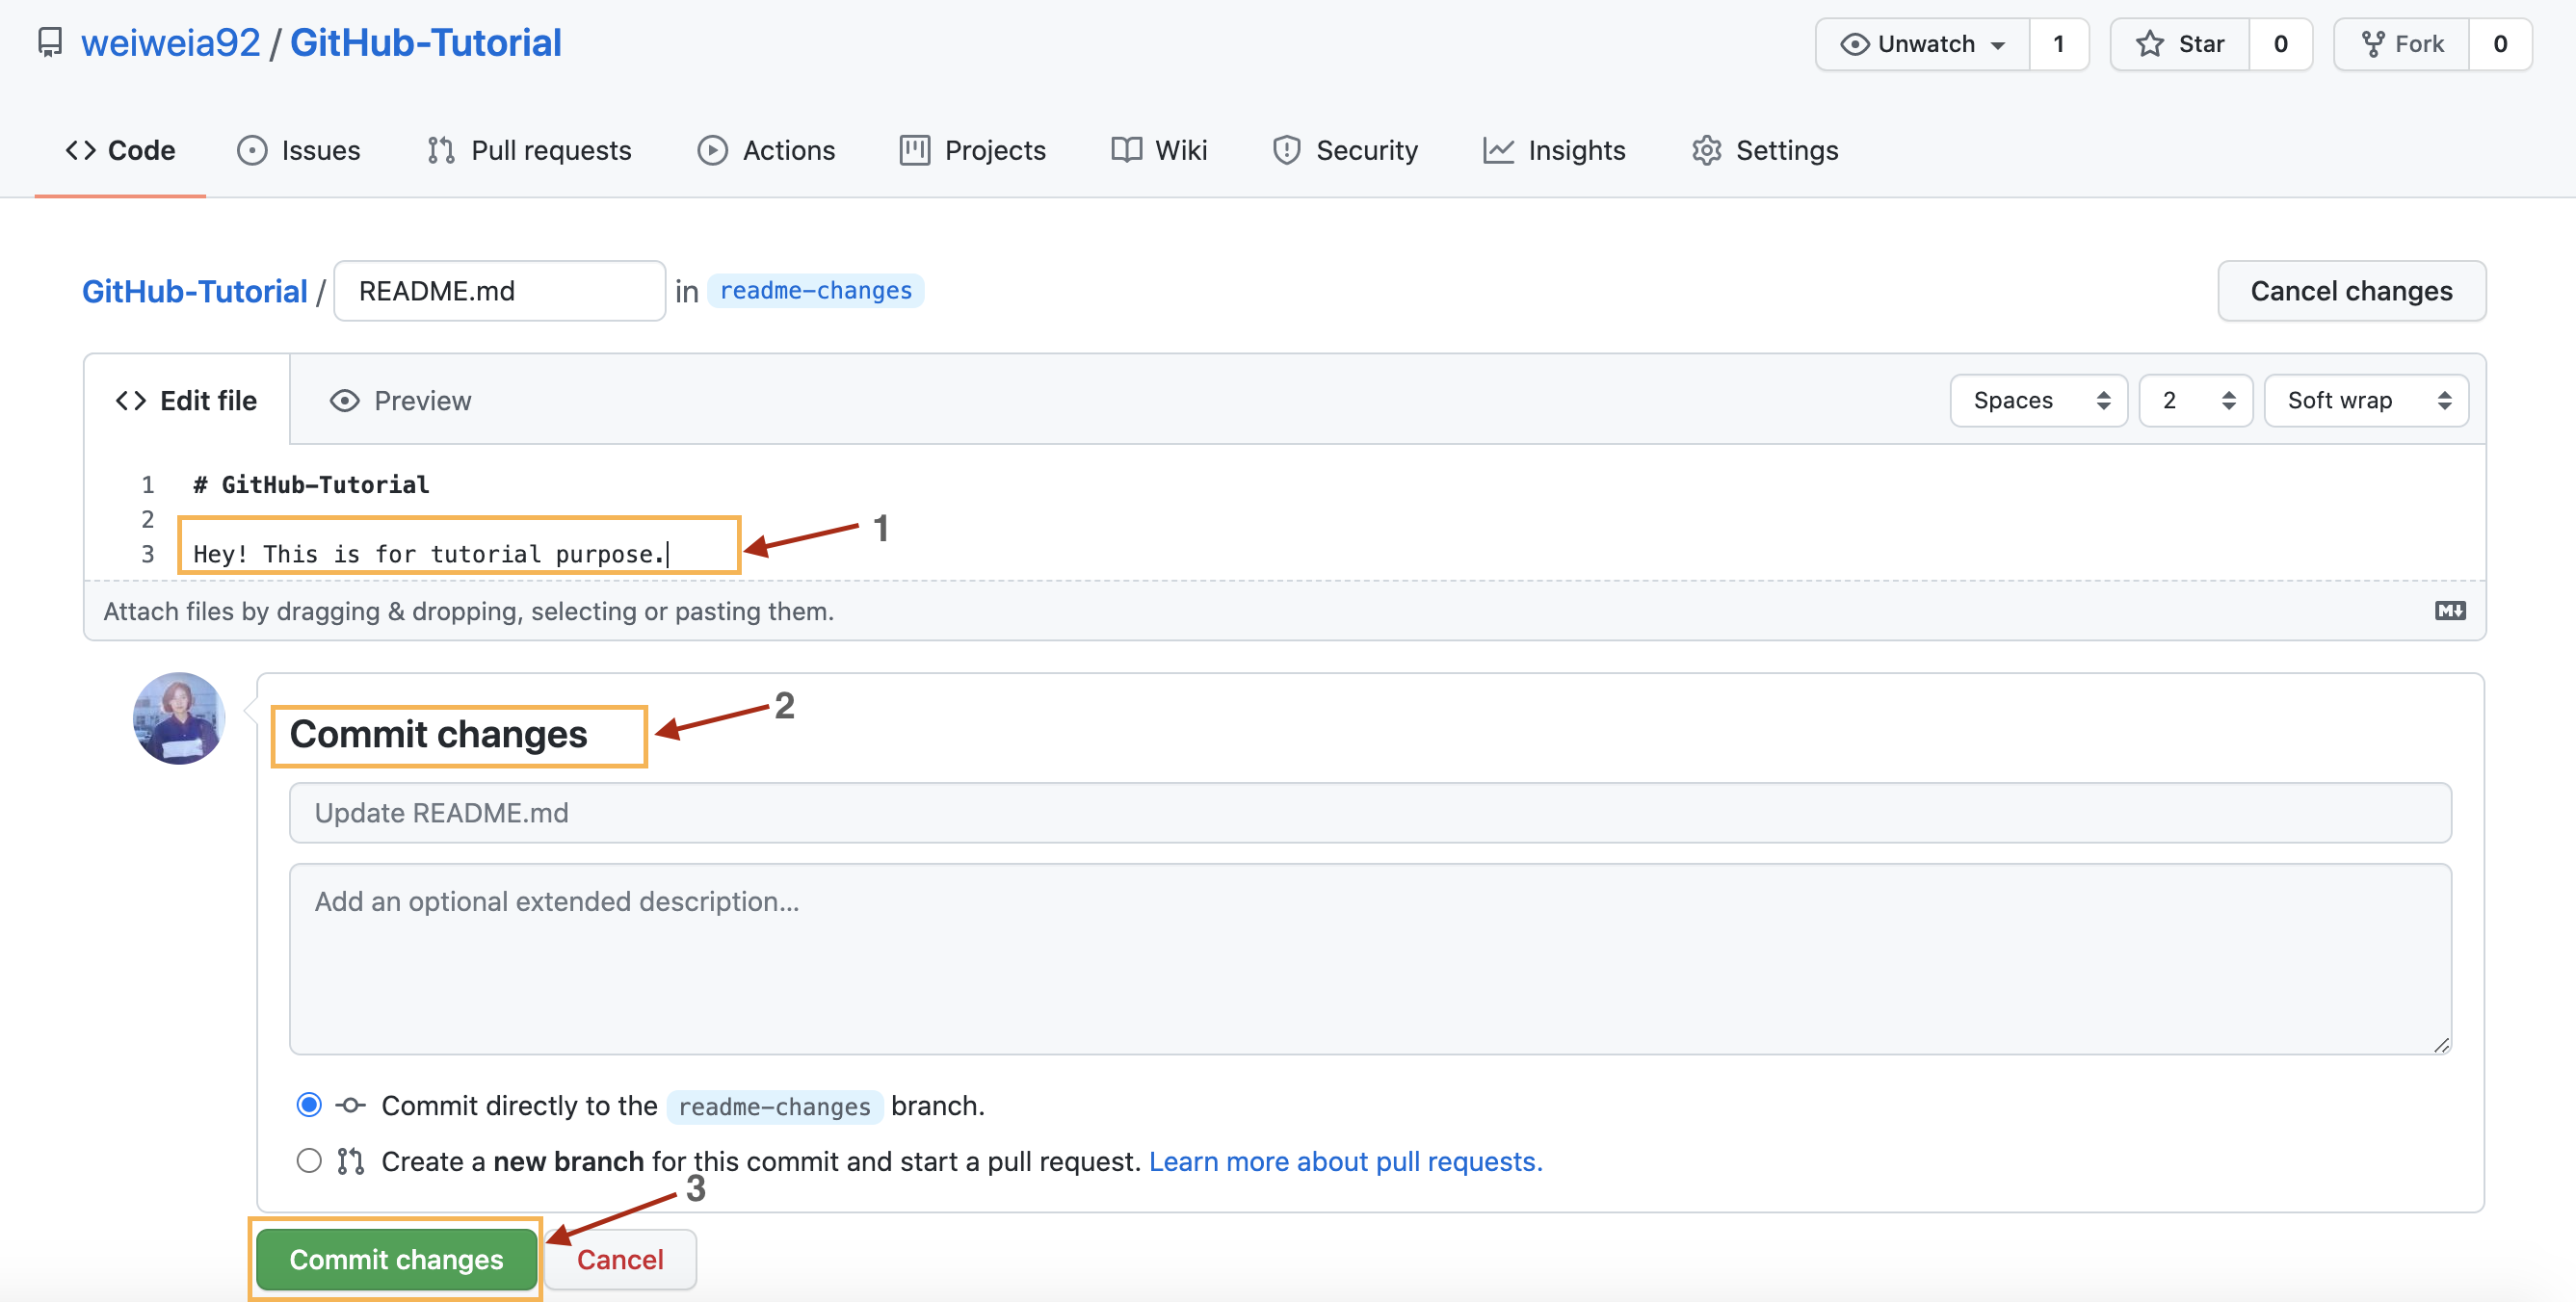 weiweia92 / GitHub-Tutorial
Unwatch 1 Star 0 Fork 0
Code Issues Pull requests Actions Projects Wiki Security Insights Settings
GitHub-Tutorial / README.md in readme-changes Cancel changes
Edit file Preview Spaces 2 Soft wrap
1 # GitHub-Tutorial
2
3 Hey! This is for tutorial purpose.
1
Attach files by dragging & dropping, selecting or pasting them.
M
Commit changes
2
Update README.md
Add an optional extended description...
Commit directly to the readme-changes branch.
Create a new branch for this commit and start a pull request. Learn more about pull requests.
3
Commit changes Cancel